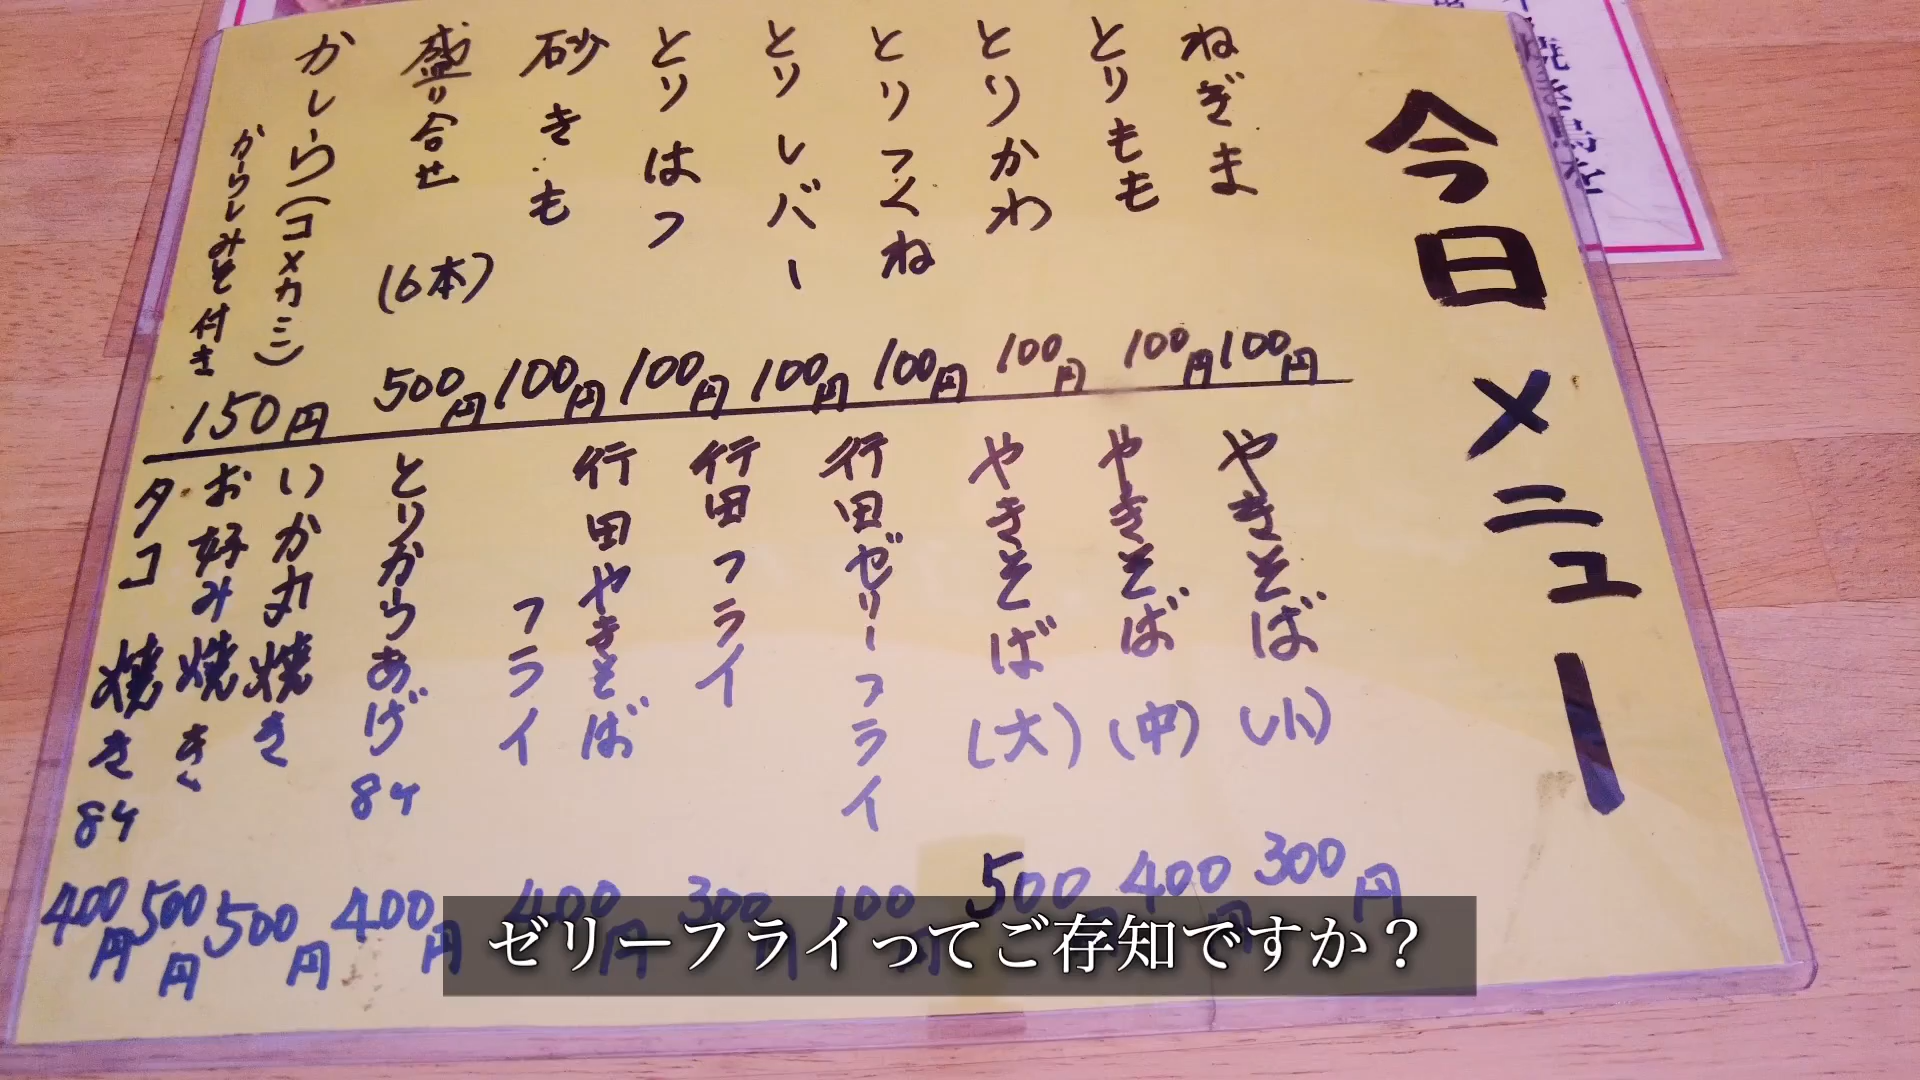 今日メニュー
ねぎま 100円
とりもも 100円
とりかわ 100円
とりつくね 100円
とりレバー 100円
とりはつ 100円
砂きも 100円
盛り合せ (6本) 500円
かしら(コメカミ) 150円
からしみそ付き
やきそば (小) 300円
やきそば (中) 400円
やきそば (大) 500
行田ゼリーフライ 100
行田フライ 300
行田やきそば
フライ 400
とりからあげ 8ケ 400円
いか丸焼き 500円
お好み焼き 500円
タコ焼き 8ケ 400円
ゼリーフライってご存知ですか?